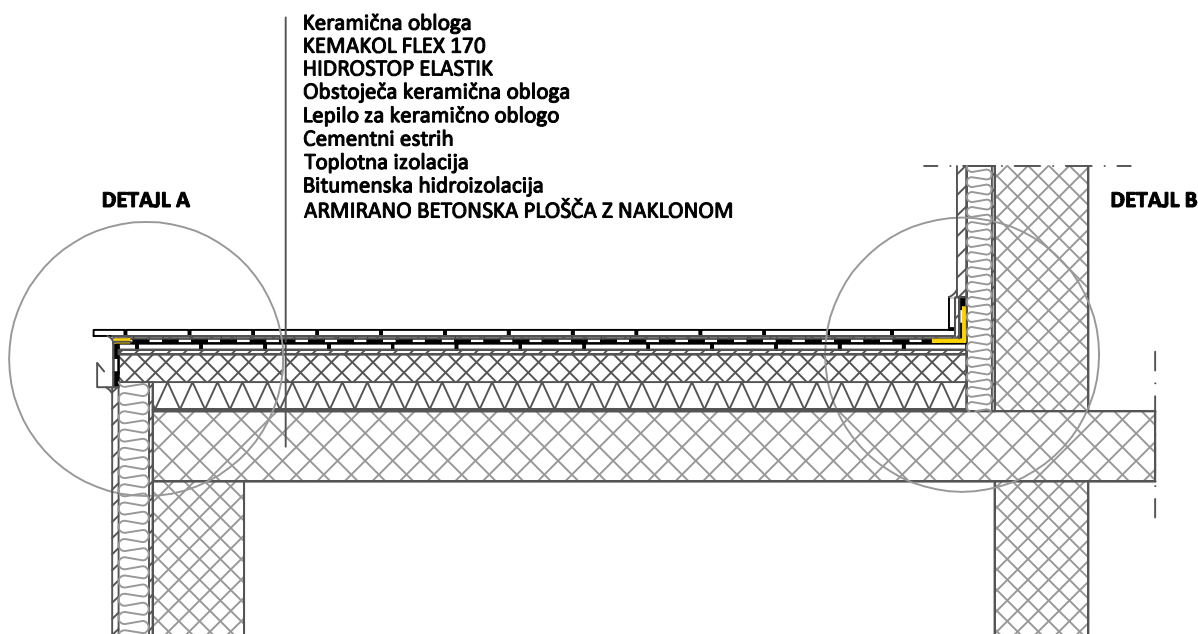 Keramična obloga
KEMAKOL FLEX 170
HIDROSTOP ELASTIK
Obstoječa keramična obloga
Lepilo za keramično oblogo
Cementni estrih
Toplotna izolacija
Bitumenska hidroizolacija
ARMIRANO BETONSKA PLOŠČA Z NAKLONOM
DETAJL A
DETAJL B